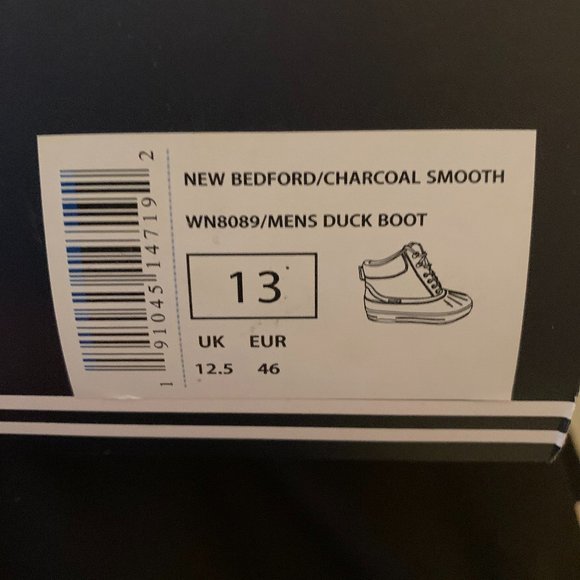 NEW BEDFORD/CHARCOAL SMOOTH
WN8089/MENS DUCK BOOT
13
UK EUR
12.5 46
1 91045 14719 2